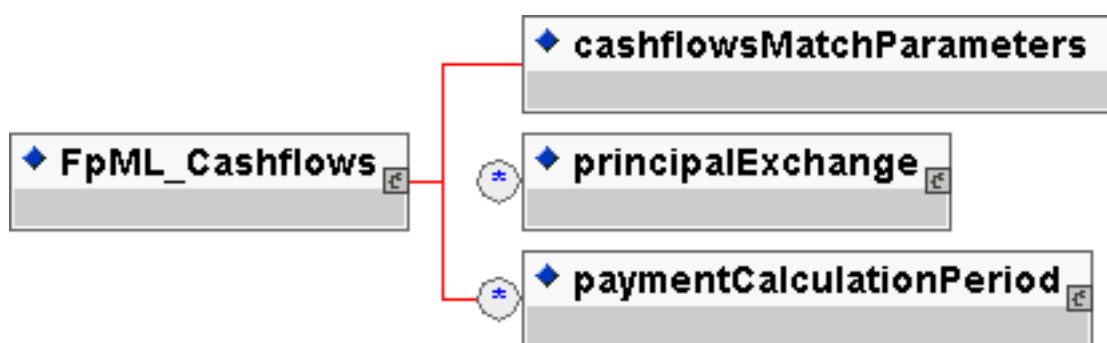 cashflowsMatchParameters
FpML_Cashflows
* principalExchange
* paymentCalculationPeriod